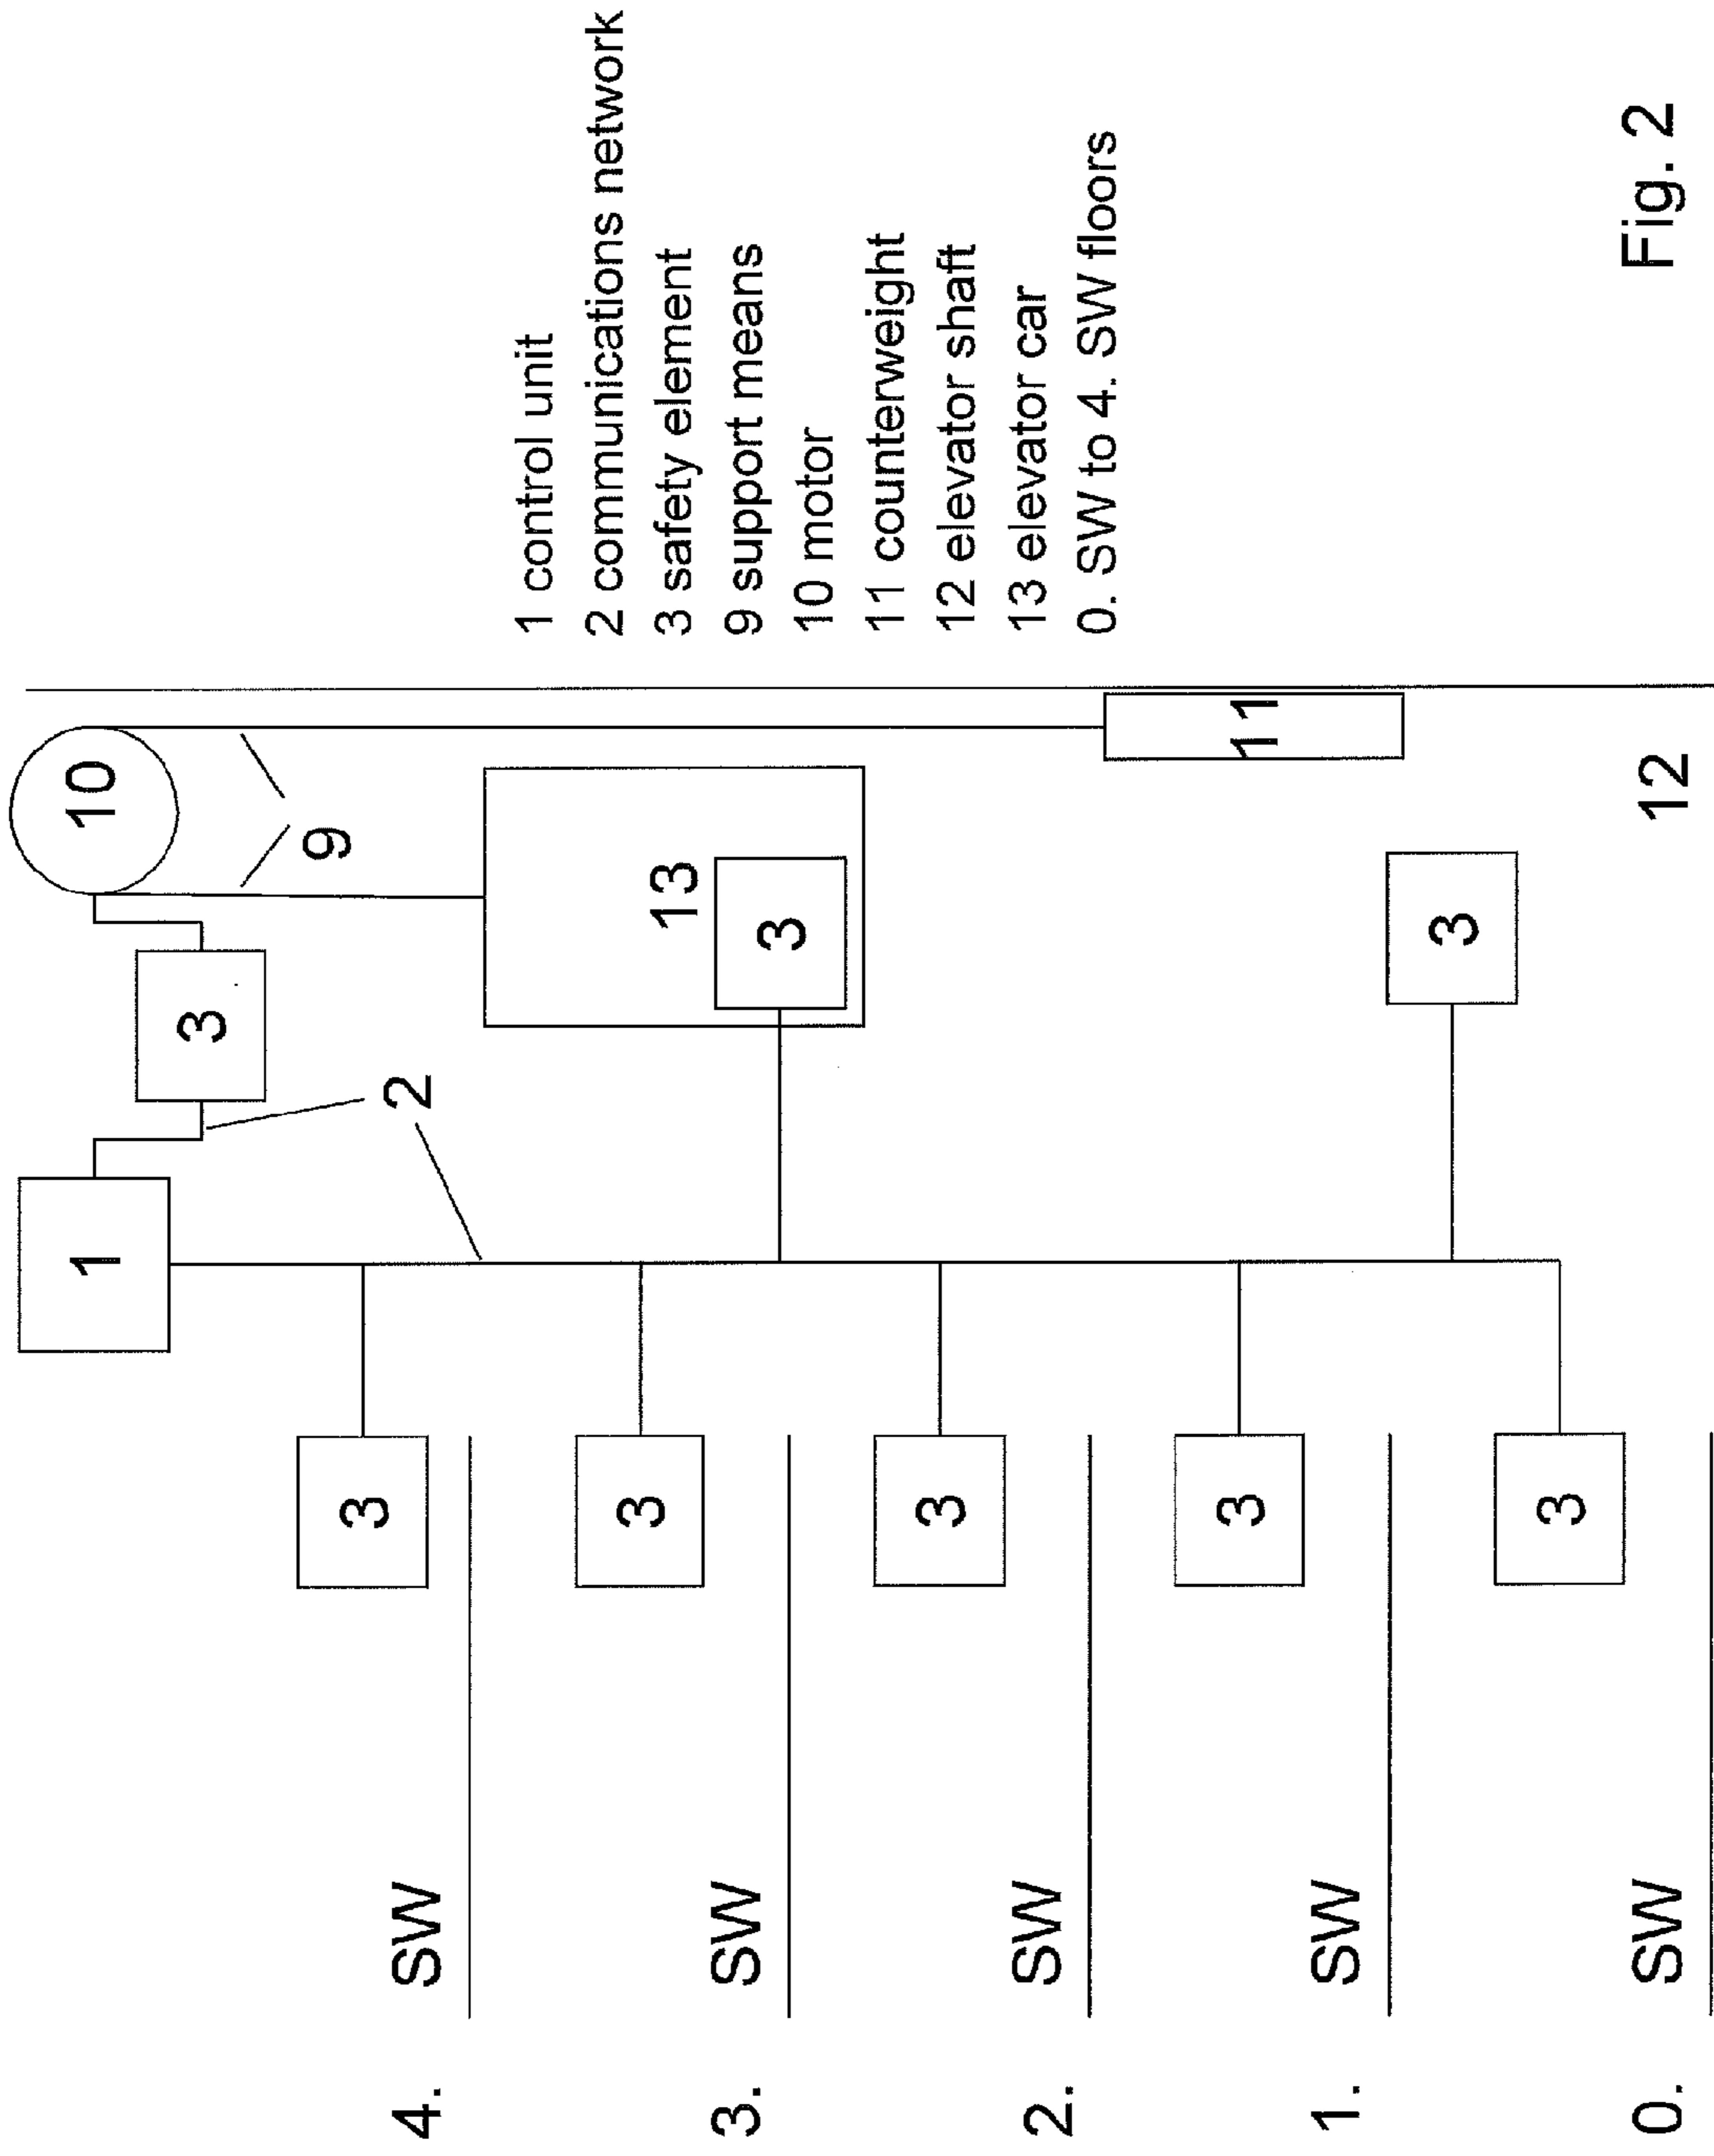 1
3
10
9
2
13
3
4. SW 3
3. SW 3
2. SW 3
11
1. SW 3
3
0. SW 3
12
1 control unit
2 communications network
3 safety element
9 support means
10 motor
11 counterweight
12 elevator shaft
13 elevator car
0. SW to 4. SW floors
Fig. 2